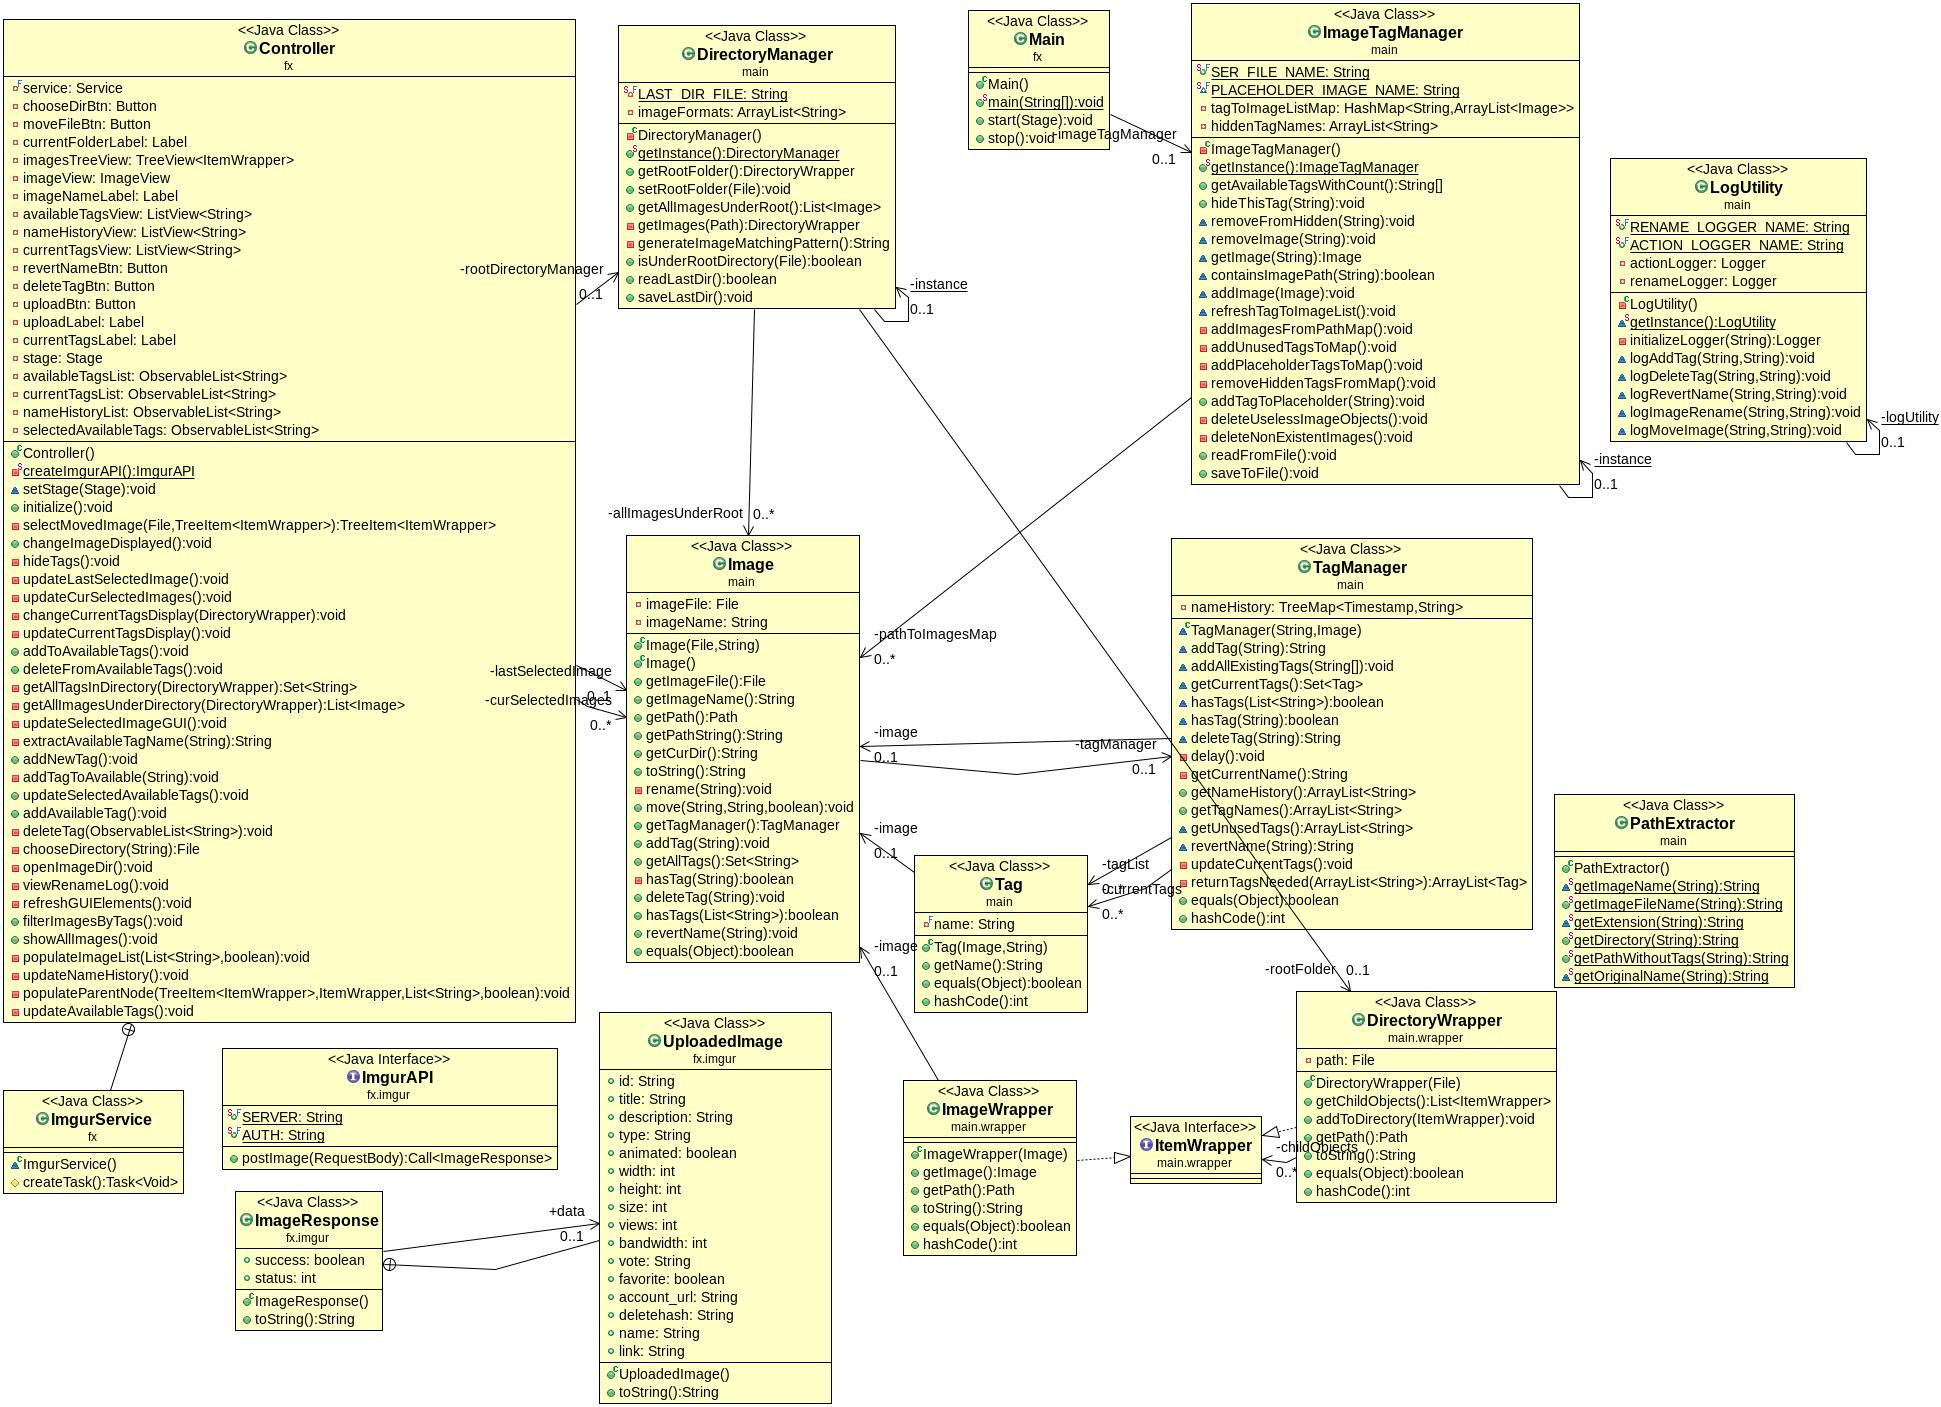 <<Java Class>>
Controller
fx
service: Service
chooseDirBtn: Button
moveFileBtn: Button
currentFolderLabel: Label
imagesTreeView: TreeView<ItemWrapper>
imageView: ImageView
imageNameLabel: Label
availableTagsView: ListView<String>
nameHistoryView: ListView<String>
currentTagsView: ListView<String>
revertNameBtn: Button
deleteTagBtn: Button
uploadBtn: Button
uploadLabel: Label
currentTagsLabel: Label
stage: Stage
availableTagsList: ObservableList<String>
currentTagsList: ObservableList<String>
nameHistoryList: ObservableList<String>
selectedAvailableTags: ObservableList<String>
Controller()
createImgurAPI():ImgurAPI
setStage(Stage):void
initialize():void
selectMovedImage(File,TreeItem<ItemWrapper>):TreeItem<ItemWrapper>
changeImageDisplayed():void
hideTags():void
updateLastSelectedImage():void
updateCurSelectedImages():void
changeCurrentTagsDisplay(DirectoryWrapper):void
updateCurrentTagsDisplay():void
addToAvailableTags():void
deleteFromAvailableTags():void
getAllTagsInDirectory(DirectoryWrapper):Set<String>
getAllImagesUnderDirectory(DirectoryWrapper):List<Image>
updateSelectedImageGUI():void
extractAvailableTagName(String):String
addNewTag():void
addTagToAvailable(String):void
updateSelectedAvailableTags():void
addAvailableTag():void
deleteTag(ObservableList<String>):void
chooseDirectory(String):File
openImageDir():void
viewRenameLog():void
refreshGUIElements():void
filterImagesByTags():void
showAllImages():void
populateImageList(List<String>,boolean):void
updateNameHistory():void
populateParentNode(TreeItem<ItemWrapper>,ItemWrapper,List<String>,boolean):void
updateAvailableTags():void
-rootDirectoryManager
0..1
-lastSelectedImage
0..1
-curSelectedImages
0..*
<<Java Class>>
DirectoryManager
main
LAST_DIR_FILE: String
imageFormats: ArrayList<String>
DirectoryManager()
getInstance():DirectoryManager
getRootFolder():DirectoryWrapper
setRootFolder(File):void
getAllImagesUnderRoot():List<Image>
getImages(Path):DirectoryWrapper
generateImageMatchingPattern():String
isUnderRootDirectory(File):boolean
readLastDir():boolean
saveLastDir():void
-instance
0..1
-allImagesUnderRoot
0..*
<<Java Class>>
Main
fx
Main()
main(String[]):void
start(Stage):void
stop():void
-imageTagManager
0..1
<<Java Class>>
ImageTagManager
main
SER_FILE_NAME: String
PLACEHOLDER_IMAGE_NAME: String
tagToImageListMap: HashMap<String,ArrayList<Image>>
hiddenTagNames: ArrayList<String>
ImageTagManager()
getInstance():ImageTagManager
getAvailableTagsWithCount():String[]
hideThisTag(String):void
removeFromHidden(String):void
removeImage(String):void
getImage(String):Image
containsImagePath(String):boolean
addImage(Image):void
refreshTagToImageList():void
addImagesFromPathMap():void
addUnusedTagsToMap():void
addPlaceholderTagsToMap():void
removeHiddenTagsFromMap():void
addTagToPlaceholder(String):void
deleteUselessImageObjects():void
deleteNonExistentImages():void
readFromFile():void
saveToFile():void
-instance
0..1
<<Java Class>>
LogUtility
main
RENAME_LOGGER_NAME: String
ACTION_LOGGER_NAME: String
actionLogger: Logger
renameLogger: Logger
LogUtility()
getInstance():LogUtility
initializeLogger(String):Logger
logAddTag(String,String):void
logDeleteTag(String,String):void
logRevertName(String,String):void
logImageRename(String,String):void
logMoveImage(String,String):void
-logUtility
0..1
<<Java Class>>
Image
main
imageFile: File
imageName: String
Image(File,String)
Image()
getImageFile():File
getImageName():String
getPath():Path
getPathString():String
getCurDir():String
toString():String
rename(String):void
move(String,String,boolean):void
getTagManager():TagManager
addTag(String):void
getAllTags():Set<String>
hasTag(String):boolean
deleteTag(String):void
hasTags(List<String>):boolean
revertName(String):void
equals(Object):boolean
-pathToImagesMap
0..*
-image
0..1
-tagManager
0..1
-image
0..1
-image
0..1
<<Java Class>>
TagManager
main
nameHistory: TreeMap<Timestamp,String>
TagManager(String,Image)
addTag(String):String
addAllExistingTags(String[]):void
getCurrentTags():Set<Tag>
hasTags(List<String>):boolean
hasTag(String):boolean
deleteTag(String):String
delay():void
getCurrentName():String
getNameHistory():ArrayList<String>
getTagNames():ArrayList<String>
getUnusedTags():ArrayList<String>
revertName(String):String
updateCurrentTags():void
returnTagsNeeded(ArrayList<String>):ArrayList<Tag>
equals(Object):boolean
hashCode():int
-tagList
-currentTags
0..*
<<Java Class>>
Tag
main
name: String
Tag(Image,String)
getName():String
equals(Object):boolean
hashCode():int
<<Java Class>>
PathExtractor
main
PathExtractor()
getImageName(String):String
getImageFileName(String):String
getExtension(String):String
getDirectory(String):String
getPathWithoutTags(String):String
getOriginalName(String):String
-rootFolder
0..1
<<Java Class>>
DirectoryWrapper
main.wrapper
path: File
DirectoryWrapper(File)
getChildObjects():List<ItemWrapper>
addToDirectory(ItemWrapper):void
getPath():Path
toString():String
equals(Object):boolean
hashCode():int
-childObjects
0..*
<<Java Interface>>
ItemWrapper
main.wrapper
<<Java Class>>
ImageWrapper
main.wrapper
ImageWrapper(Image)
getImage():Image
getPath():Path
toString():String
equals(Object):boolean
hashCode():int
<<Java Class>>
UploadedImage
fx.imgur
id: String
title: String
description: String
type: String
animated: boolean
width: int
height: int
size: int
views: int
bandwidth: int
vote: String
favorite: boolean
account_url: String
deletehash: String
name: String
link: String
UploadedImage()
toString():String
<<Java Class>>
ImgurService
fx
ImgurService()
createTask():Task<Void>
<<Java Interface>>
ImgurAPI
fx.imgur
SERVER: String
AUTH: String
postImage(RequestBody):Call<ImageResponse>
<<Java Class>>
ImageResponse
fx.imgur
success: boolean
status: int
ImageResponse()
toString():String
+data
0..1